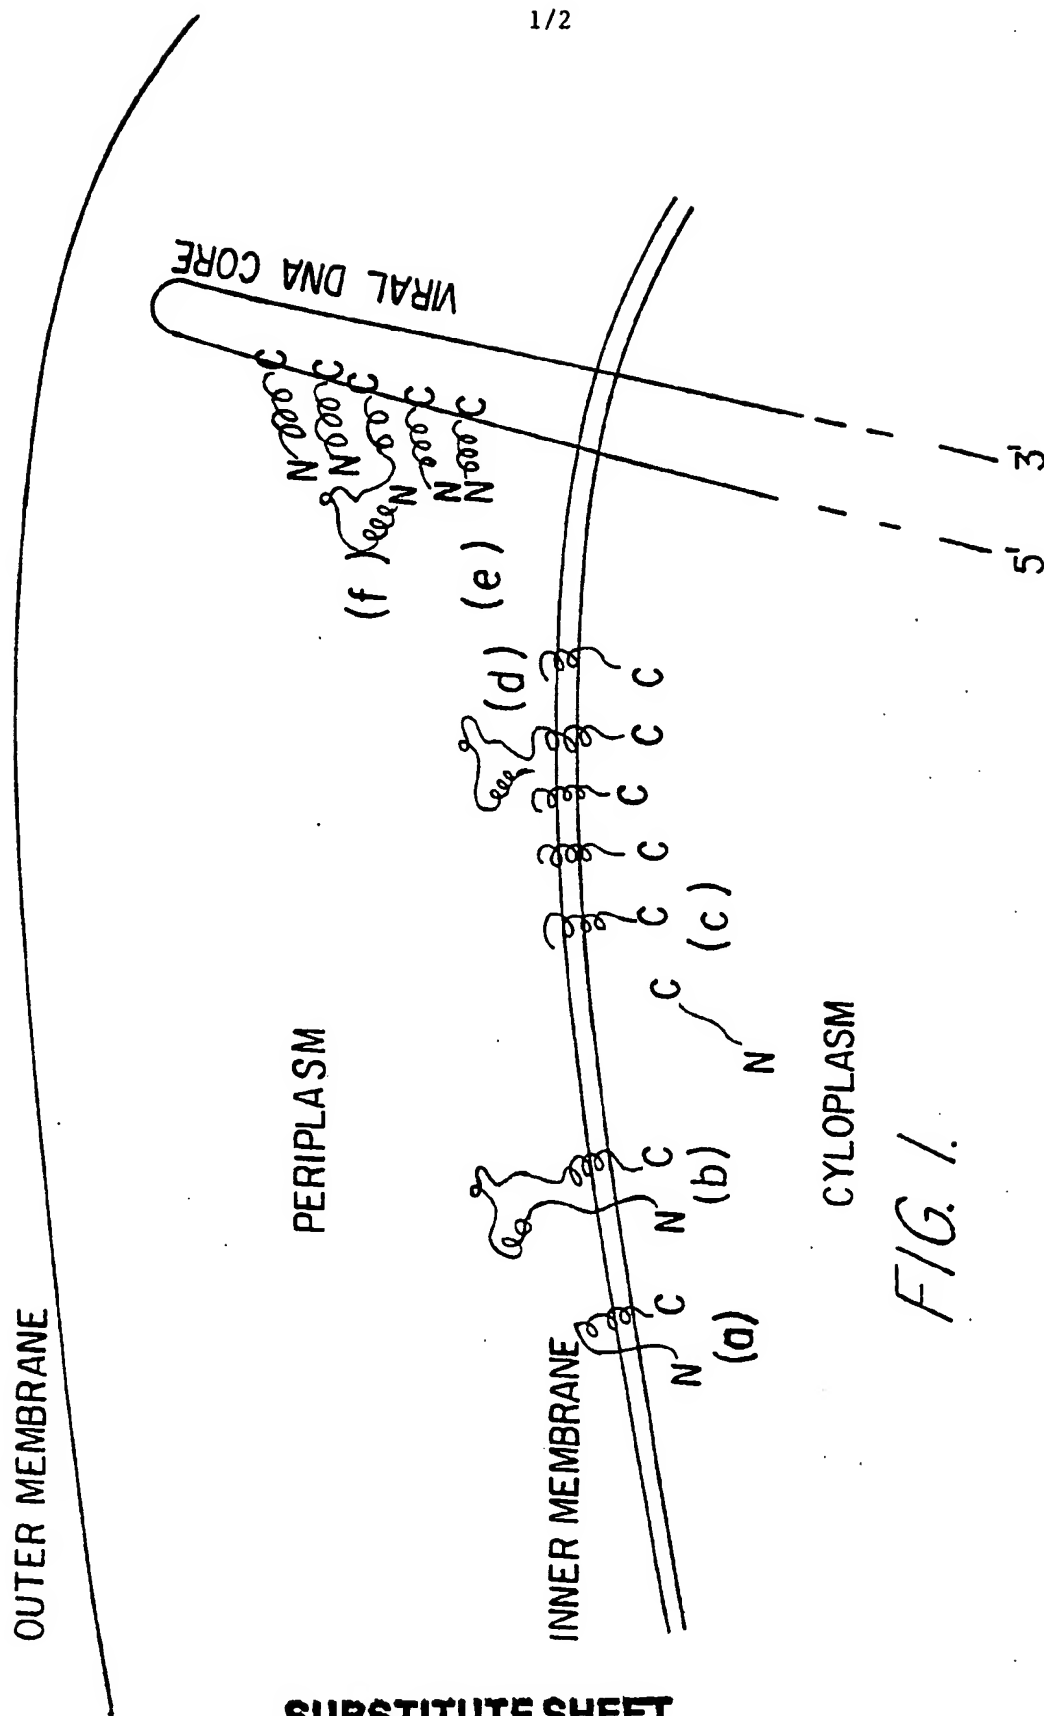 1/2
OUTER MEMBRANE
PERIPLASM
INNER MEMBRANE
VIRAL DNA CORE
N C
N C
N C
N C
N C
(f)
(e)
(d)
N C
(a)
N C
(b)
N C
C C C C C
(c)
5' 3'
CYLOPLASM
FIG. 1.
SUBSTITUTE SHEET